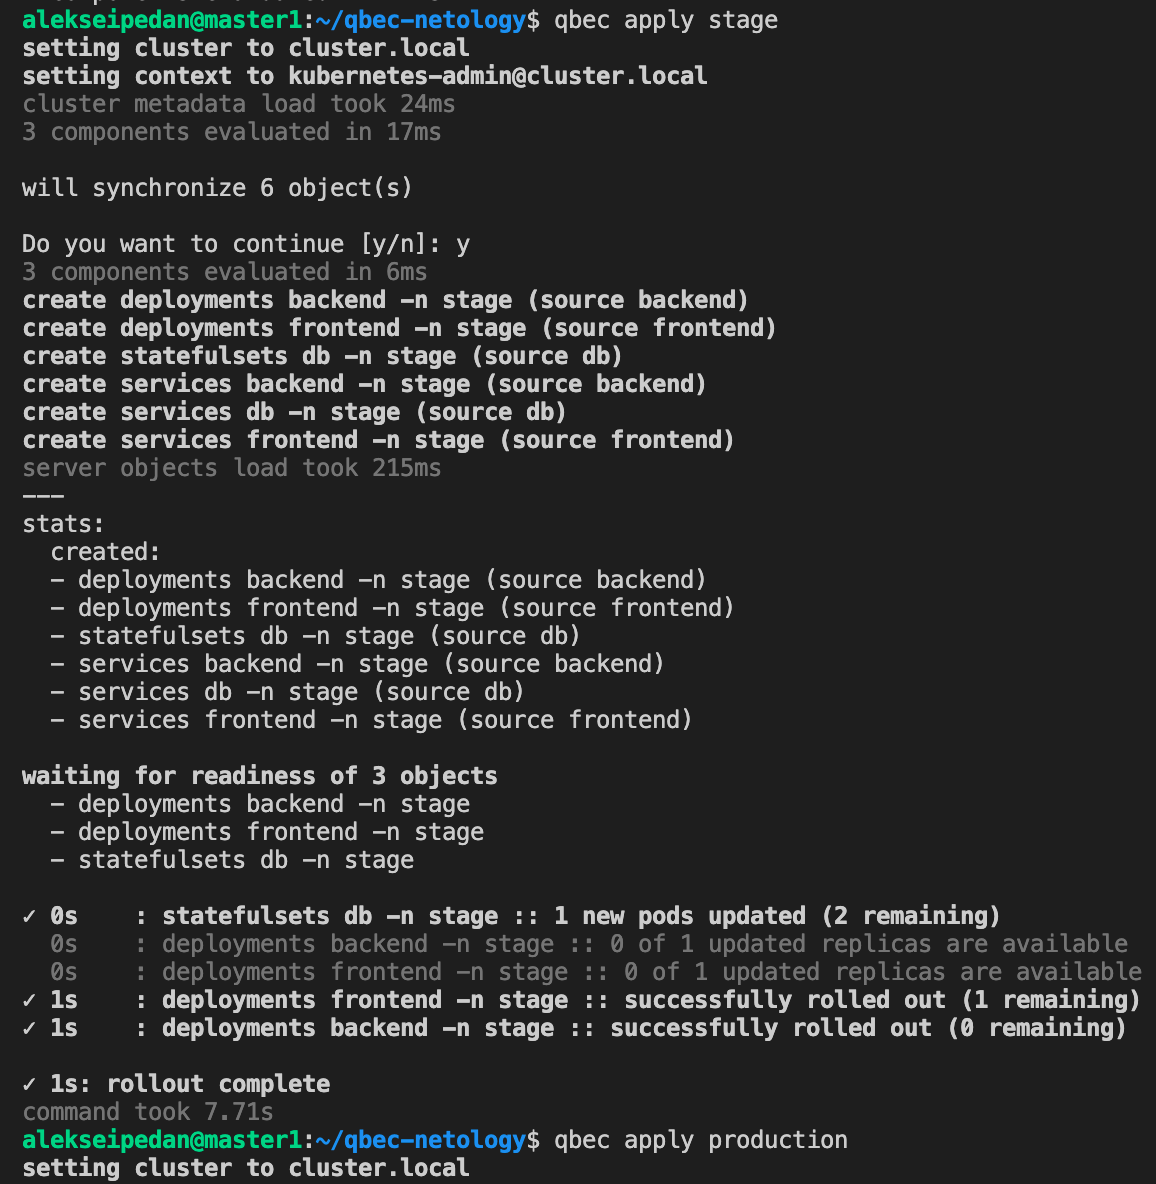 alekseipedan@master1:~/qbec-netology$ qbec apply stage
setting cluster to cluster.local
setting context to kubernetes-admin@cluster.local
cluster metadata load took 24ms
3 components evaluated in 17ms

will synchronize 6 object(s)

Do you want to continue [y/n]: y
3 components evaluated in 6ms
create deployments backend -n stage (source backend)
create deployments frontend -n stage (source frontend)
create statefulsets db -n stage (source db)
create services backend -n stage (source backend)
create services db -n stage (source db)
create services frontend -n stage (source frontend)
server objects load took 215ms
---
stats:
  created:
  - deployments backend -n stage (source backend)
  - deployments frontend -n stage (source frontend)
  - statefulsets db -n stage (source db)
  - services backend -n stage (source backend)
  - services db -n stage (source db)
  - services frontend -n stage (source frontend)

waiting for readiness of 3 objects
  - deployments backend -n stage
  - deployments frontend -n stage
  - statefulsets db -n stage

✓ 0s    : statefulsets db -n stage :: 1 new pods updated (2 remaining)
  0s    : deployments backend -n stage :: 0 of 1 updated replicas are available
  0s    : deployments frontend -n stage :: 0 of 1 updated replicas are available
✓ 1s    : deployments frontend -n stage :: successfully rolled out (1 remaining)
✓ 1s    : deployments backend -n stage :: successfully rolled out (0 remaining)

✓ 1s: rollout complete
command took 7.71s
alekseipedan@master1:~/qbec-netology$ qbec apply production
setting cluster to cluster.local